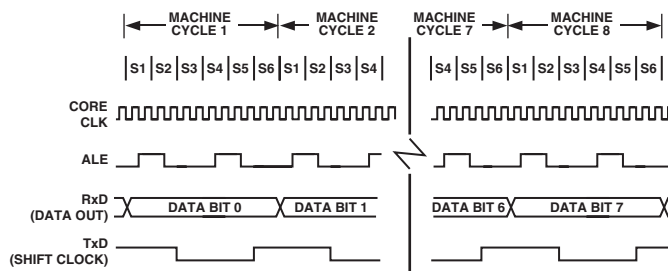 MACHINE CYCLE 1
MACHINE CYCLE 2
MACHINE CYCLE 7
MACHINE CYCLE 8
S1 S2 S3 S4 S5 S6 S1 S2 S3 S4
S4 S5 S6 S1 S2 S3 S4 S5 S6
CORE
CLK
ALE
RxD
(DATA OUT)
DATA BIT 0
DATA BIT 1
DATA BIT 6
DATA BIT 7
TxD
(SHIFT CLOCK)